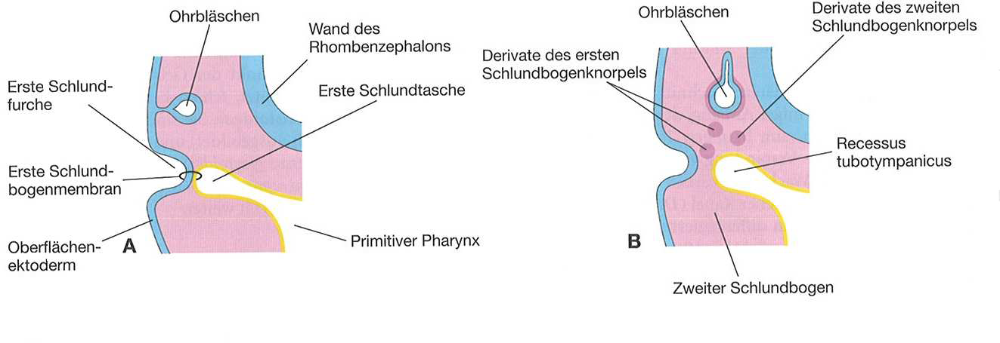 Ohrbläschen
Wand des
Rhombenzephalons
Erste Schlund-
furche
Erste Schlundtasche
Erste Schlund-
bogenmembran
Oberflächen-
ektoderm
A
Primitiver Pharynx
Ohrbläschen
Derivate des zweiten
Schlundbogenknorpels
Derivate des ersten
Schlundbogenknorpels
Recessus
tubotympanicus
B
Zweiter Schlundbogen